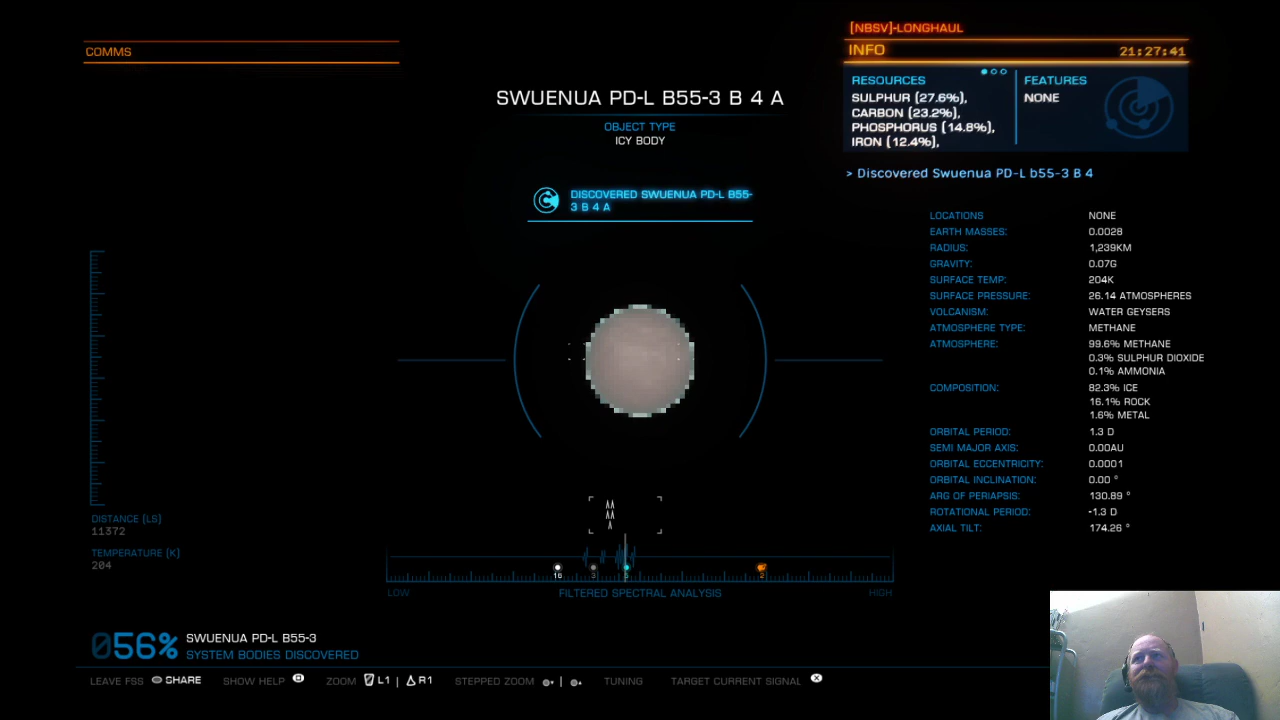 [NBSV]-LONGHAUL
COMMS
INFO 21:27:41
RESOURCES
SULPHUR (27.6%),
CARBON (23.2%),
PHOSPHORUS (14.8%),
IRON (12.4%),
FEATURES
NONE
SWUENUA PD-L B55-3 B 4 A
OBJECT TYPE
ICY BODY
> Discovered Swuenua PD-L b55-3 B 4
DISCOVERED SWUENUA PD-L B55-
3 B 4 A
LOCATIONS NONE
EARTH MASSES: 0.0028
RADIUS: 1,239KM
GRAVITY: 0.07G
SURFACE TEMP: 204K
SURFACE PRESSURE: 26.14 ATMOSPHERES
VOLCANISM: WATER GEYSERS
ATMOSPHERE TYPE: METHANE
ATMOSPHERE: 99.6% METHANE
0.3% SULPHUR DIOXIDE
0.1% AMMONIA
COMPOSITION: 82.3% ICE
16.1% ROCK
1.6% METAL
ORBITAL PERIOD: 1.3 D
SEMI MAJOR AXIS: 0.00AU
ORBITAL ECCENTRICITY: 0.0001
ORBITAL INCLINATION: 0.00 °
ARG OF PERIAPSIS: 130.89 °
ROTATIONAL PERIOD: -1.3 D
AXIAL TILT: 174.26 °
DISTANCE (LS)
11372
TEMPERATURE (K)
204
16 3 2
LOW FILTERED SPECTRAL ANALYSIS HIGH
056% SWUENUA PD-L B55-3
SYSTEM BODIES DISCOVERED
LEAVE FSS SHARE SHOW HELP ZOOM L1 | R1 STEPPED ZOOM | TUNING TARGET CURRENT SIGNAL